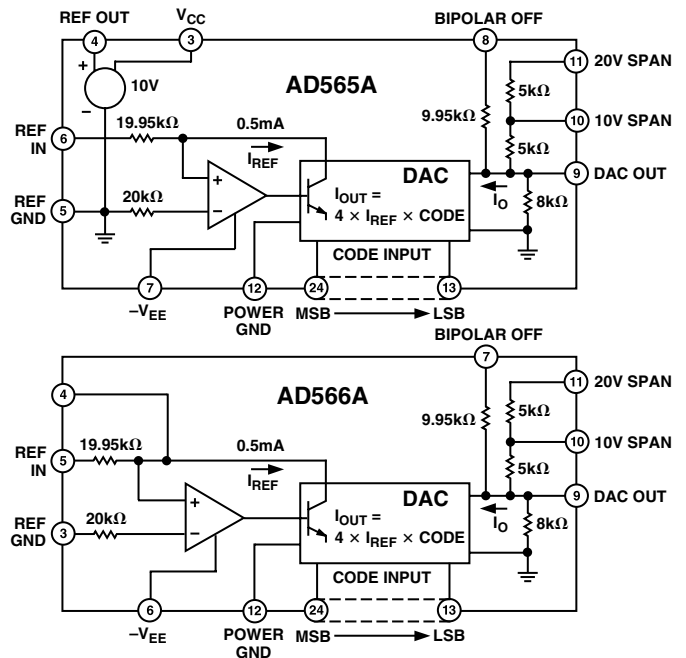 REF OUT
VCC
BIPOLAR OFF
4
3
8
11 20V SPAN
+
10V
–
AD565A
5kΩ
9.95kΩ
10 10V SPAN
REF IN
6
19.95kΩ
0.5mA
IREF
5kΩ
DAC
9 DAC OUT
REF GND
5
20kΩ
+
–
IOUT =
4 × IREF × CODE
IO
8kΩ
CODE INPUT
7
12
24
13
–VEE
POWER GND
MSB
LSB
BIPOLAR OFF
7
AD566A
11 20V SPAN
4
5kΩ
9.95kΩ
10 10V SPAN
REF IN
5
19.95kΩ
0.5mA
IREF
5kΩ
DAC
9 DAC OUT
REF GND
3
20kΩ
+
–
IOUT =
4 × IREF × CODE
IO
8kΩ
CODE INPUT
6
12
24
13
–VEE
POWER GND
MSB
LSB